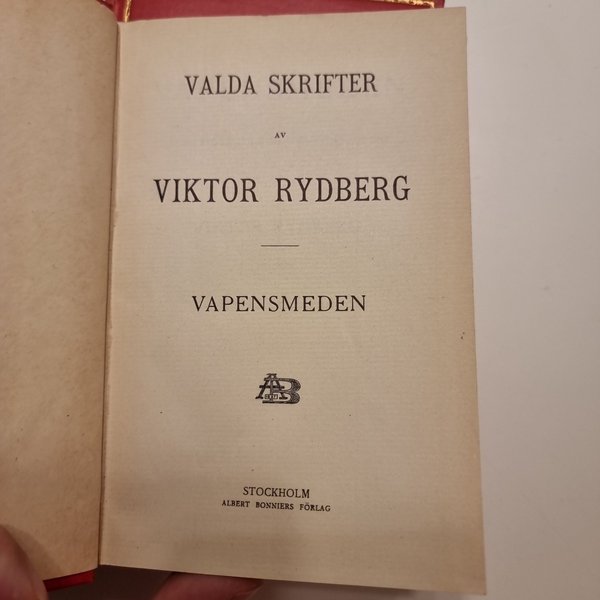 VALDA SKRIFTER
AV
VIKTOR RYDBERG
VAPENSMEDEN
AB
STOCKHOLM
ALBERT BONNIERS FÖRLAG